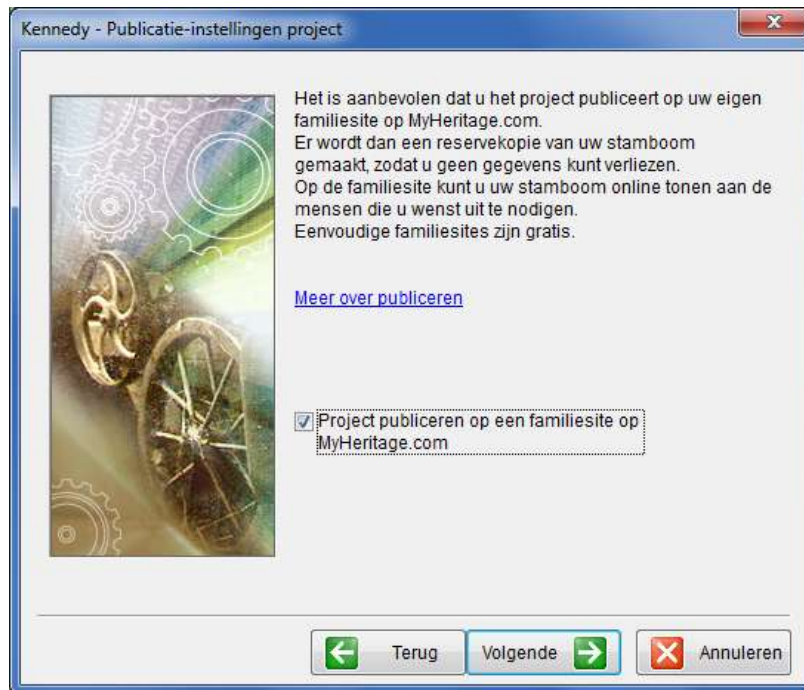 Kennedy - Publicatie-instellingen project
Het is aanbevolen dat u het project publiceert op uw eigen
familiesite op MyHeritage.com.
Er wordt dan een reservekopie van uw stamboom
gemaakt, zodat u geen gegevens kunt verliezen.
Op de familiesite kunt u uw stamboom online tonen aan de
mensen die u wenst uit te nodigen.
Eenvoudige familiesites zijn gratis.
Meer over publiceren
Project publiceren op een familiesite op
MyHeritage.com
Terug
Volgende
Annuleren